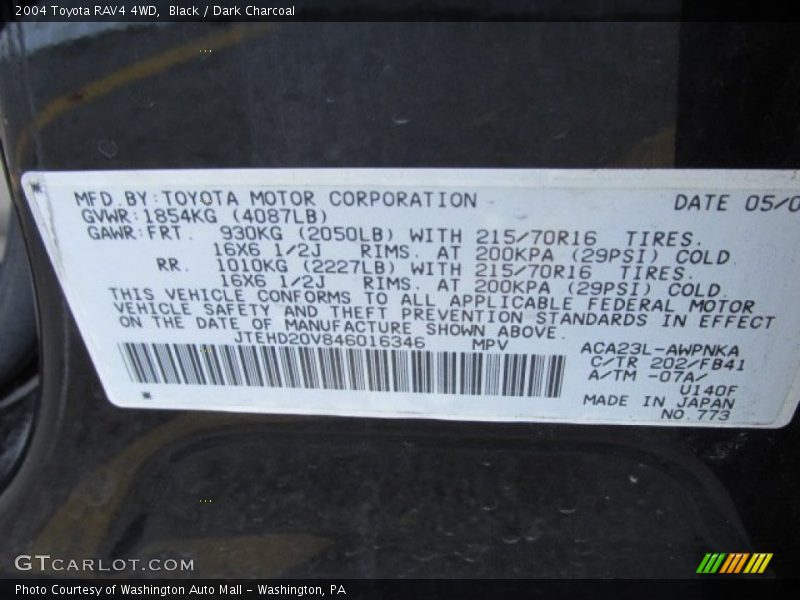 2004 Toyota RAV4 4WD, Black / Dark Charcoal
MFD.BY:TOYOTA MOTOR CORPORATION DATE 05/0
GVWR:1854KG (4087LB)
GAWR:FRT. 930KG (2050LB) WITH 215/70R16 TIRES.
16X6 1/2J RIMS. AT 200KPA (29PSI) COLD.
RR. 1010KG (2227LB) WITH 215/70R16 TIRES.
16X6 1/2J RIMS. AT 200KPA (29PSI) COLD.
THIS VEHICLE CONFORMS TO ALL APPLICABLE FEDERAL MOTOR
VEHICLE SAFETY AND THEFT PREVENTION STANDARDS IN EFFECT
ON THE DATE OF MANUFACTURE SHOWN ABOVE.
JTEHD20V846016346 MPV
ACA23L-AWPNKA
C/TR 202/FB41
A/TM -07A/
U140F
MADE IN JAPAN
NO.773
GTCARLOT.COM
Photo Courtesy of Washington Auto Mall - Washington, PA